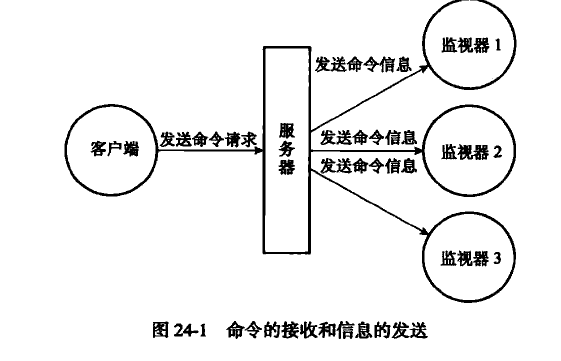 监视器 1
发送命令信息
客户端
发送命令请求
服务器
发送命令信息
监视器 2
发送命令信息
监视器 3
图 24-1 命令的接收和信息的发送